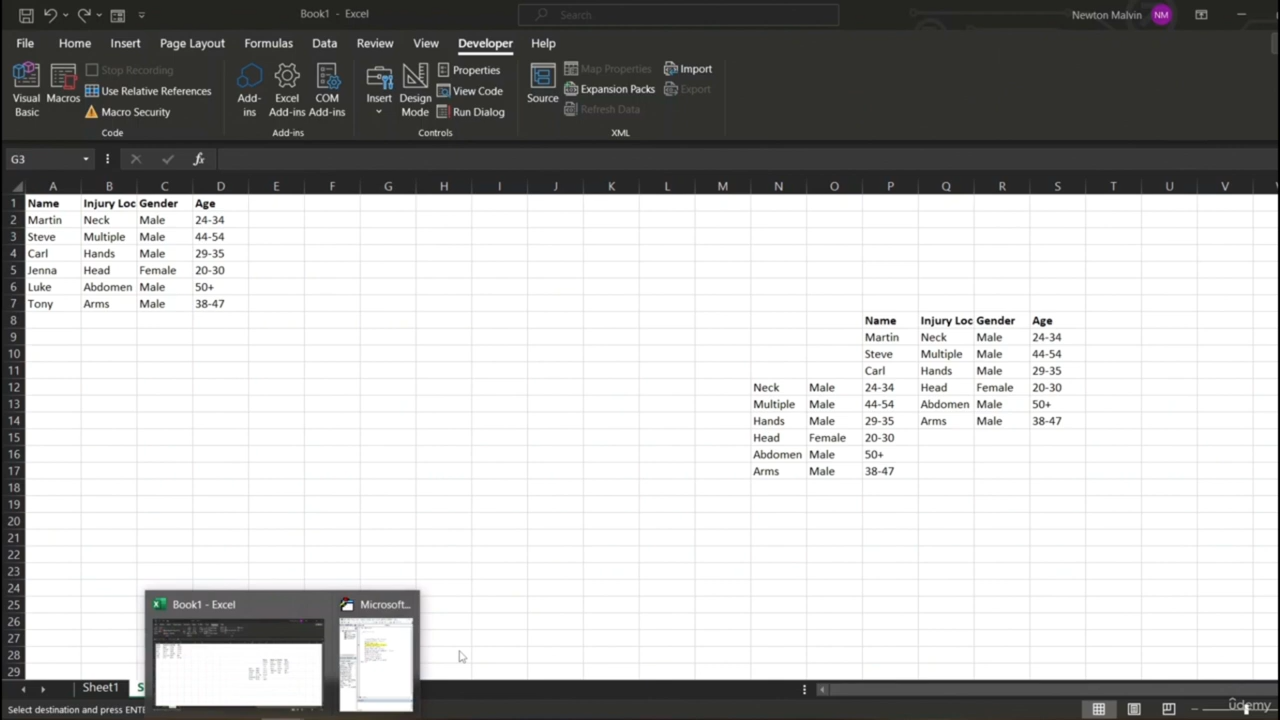 Book1 - Excel
Search
Newton Malvin
NM
File Home Insert Page Layout Formulas Data Review View Developer Help
Visual Basic
Macros
Stop Recording
Use Relative References
Macro Security
Code
Add-ins
Excel Add-ins
COM Add-ins
Add-ins
Insert
Design Mode
Properties
View Code
Run Dialog
Controls
Source
Map Properties
Expansion Packs
Refresh Data
Import
Export
XML
G3
fx
A B C D E F G H I J K L M N O P Q R S T U V
1 Name Injury Loc Gender Age
2 Martin Neck Male 24-34
3 Steve Multiple Male 44-54
4 Carl Hands Male 29-35
5 Jenna Head Female 20-30
6 Luke Abdomen Male 50+
7 Tony Arms Male 38-47
8 Name Injury Loc Gender Age
9 Martin Neck Male 24-34
10 Steve Multiple Male 44-54
11 Carl Hands Male 29-35
12 Neck Male 24-34 Head Female 20-30
13 Multiple Male 44-54 Abdomen Male 50+
14 Hands Male 29-35 Arms Male 38-47
15 Head Female 20-30
16 Abdomen Male 50+
17 Arms Male 38-47
18
19
20
21
22
23
24
25
26
27
28
29
Book1 - Excel
Microsoft...
Sheet1
S
Select destination and press ENTE
udemy